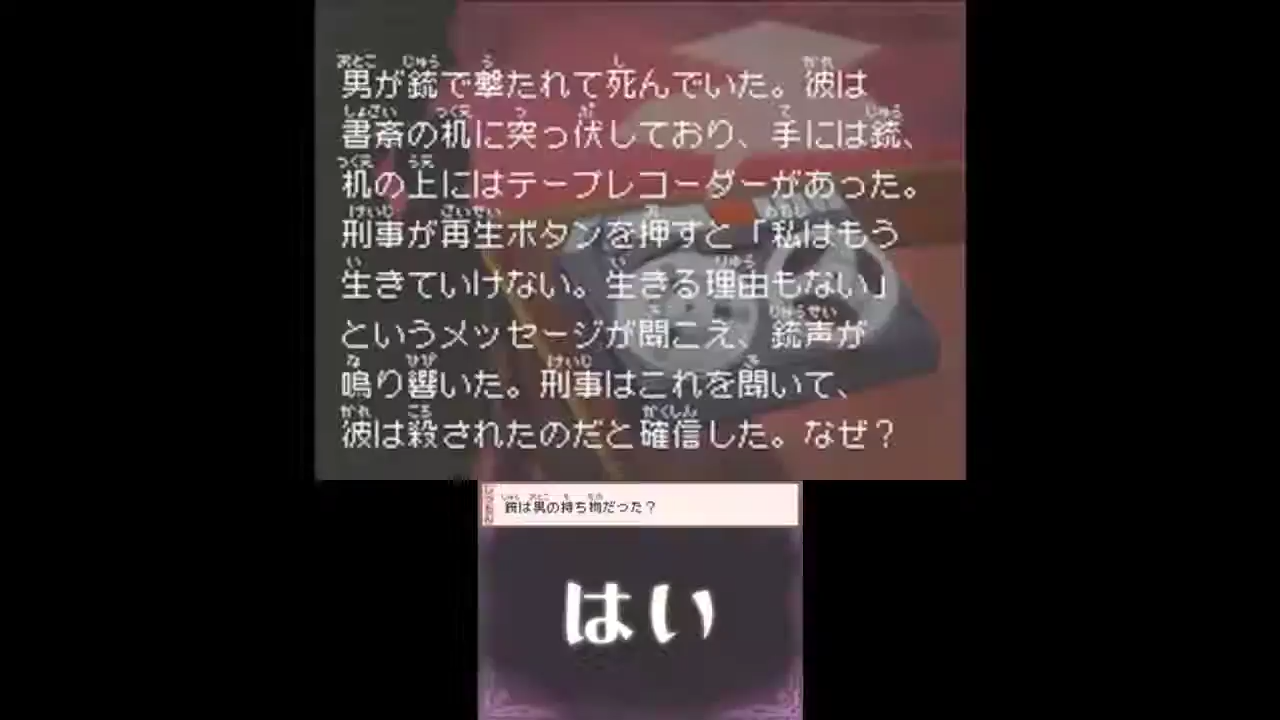 男が銃で撃たれて死んでいた。彼は
書斎の机に突っ伏しており、手には銃、
机の上にはテープレコーダーがあった。
刑事が再生ボタンを押すと「私はもう
生きていけない。生きる理由もない」
というメッセージが聞こえ、銃声が
鳴り響いた。刑事はこれを聞いて、
彼は殺されたのだと確信した。なぜ？
しつもん
銃は男の持ち物だった？
はい